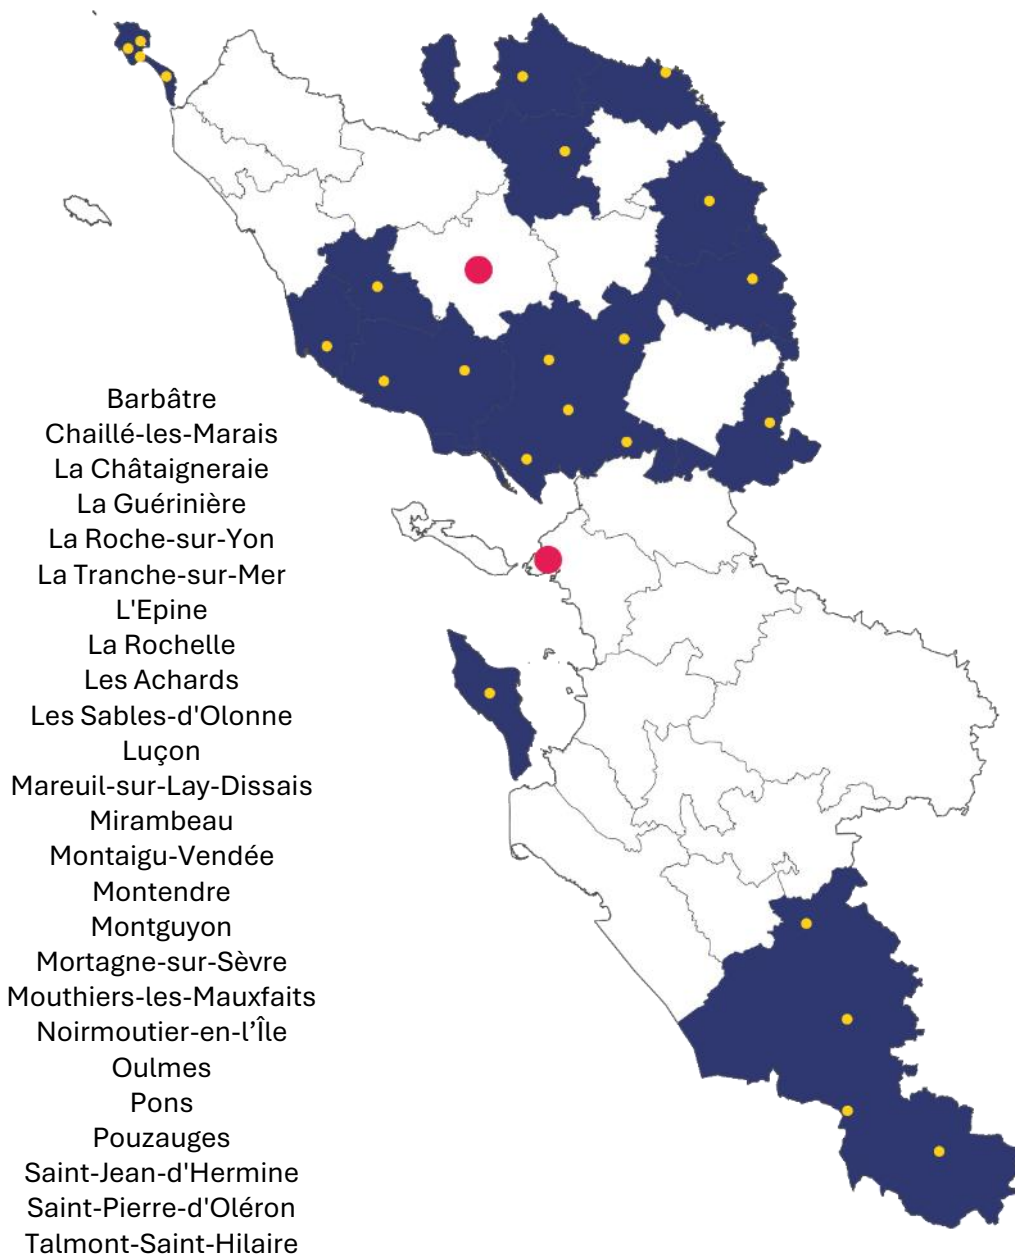 Barbâtre
Chaillé-les-Marais
La Châtaigneraie
La Guérinière
La Roche-sur-Yon
La Tranche-sur-Mer
L'Epine
La Rochelle
Les Achards
Les Sables-d'Olonne
Luçon
Mareuil-sur-Lay-Dissais
Mirambeau
Montaigu-Vendée
Montendre
Montguyon
Mortagne-sur-Sèvre
Mouthiers-les-Mauxfaits
Noirmoutier-en-l’Île
Oulmes
Pons
Pouzauges
Saint-Jean-d'Hermine
Saint-Pierre-d'Oléron
Talmont-Saint-Hilaire